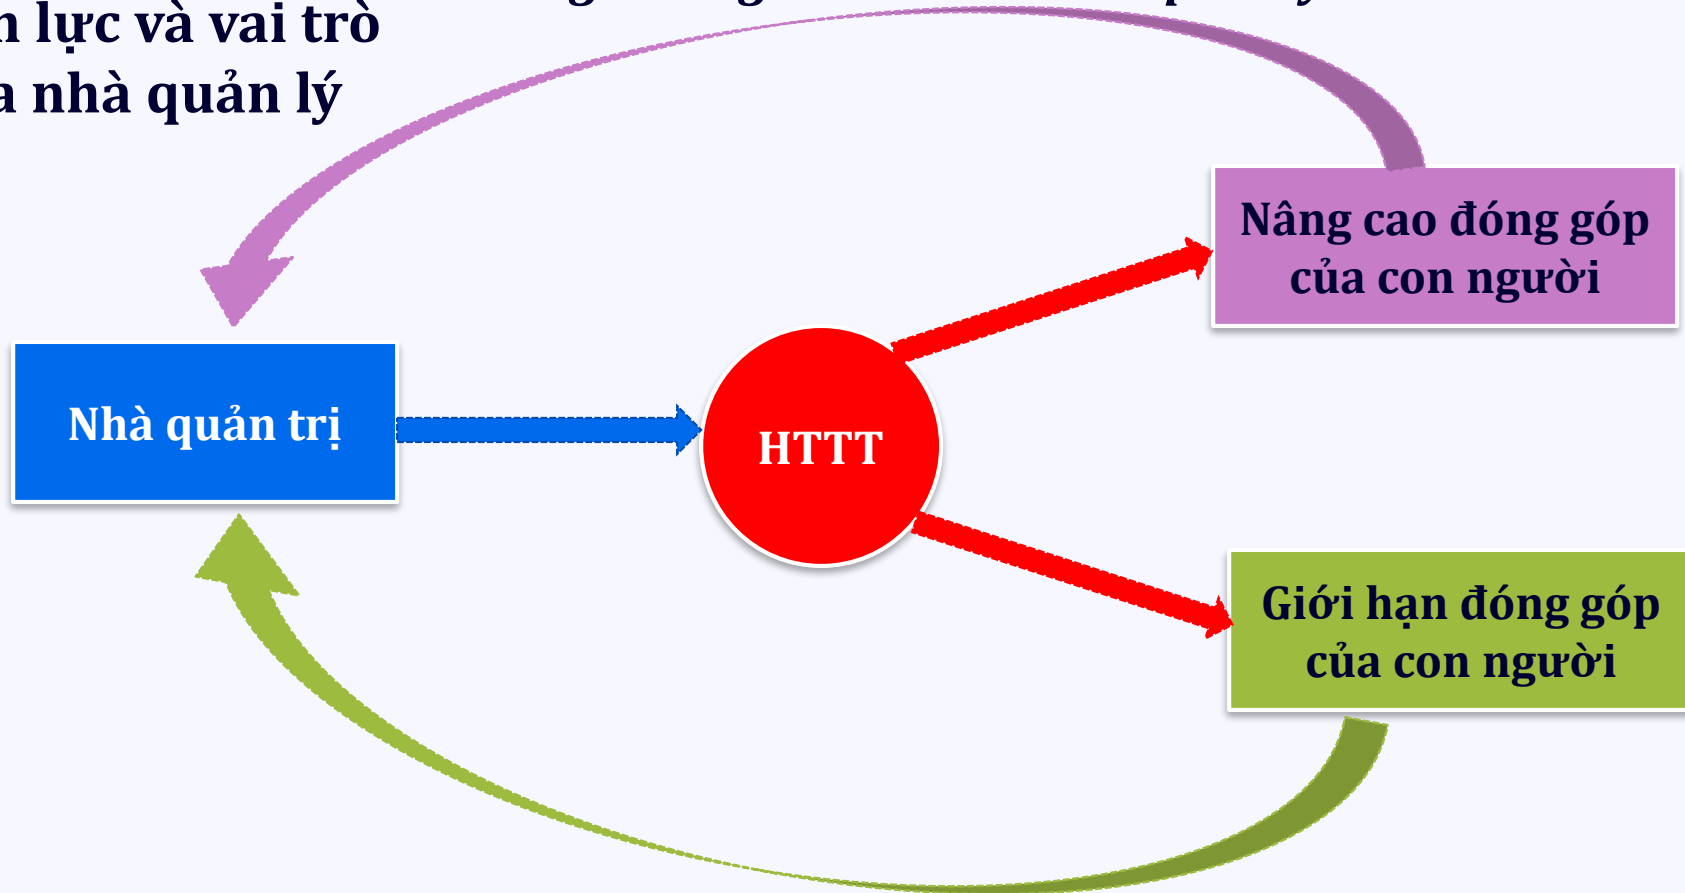 lực và vai trò
nhà quản lý
Nâng cao đóng góp
của con người
Nhà quản trị
HTTT
Giới hạn đóng góp
của con người